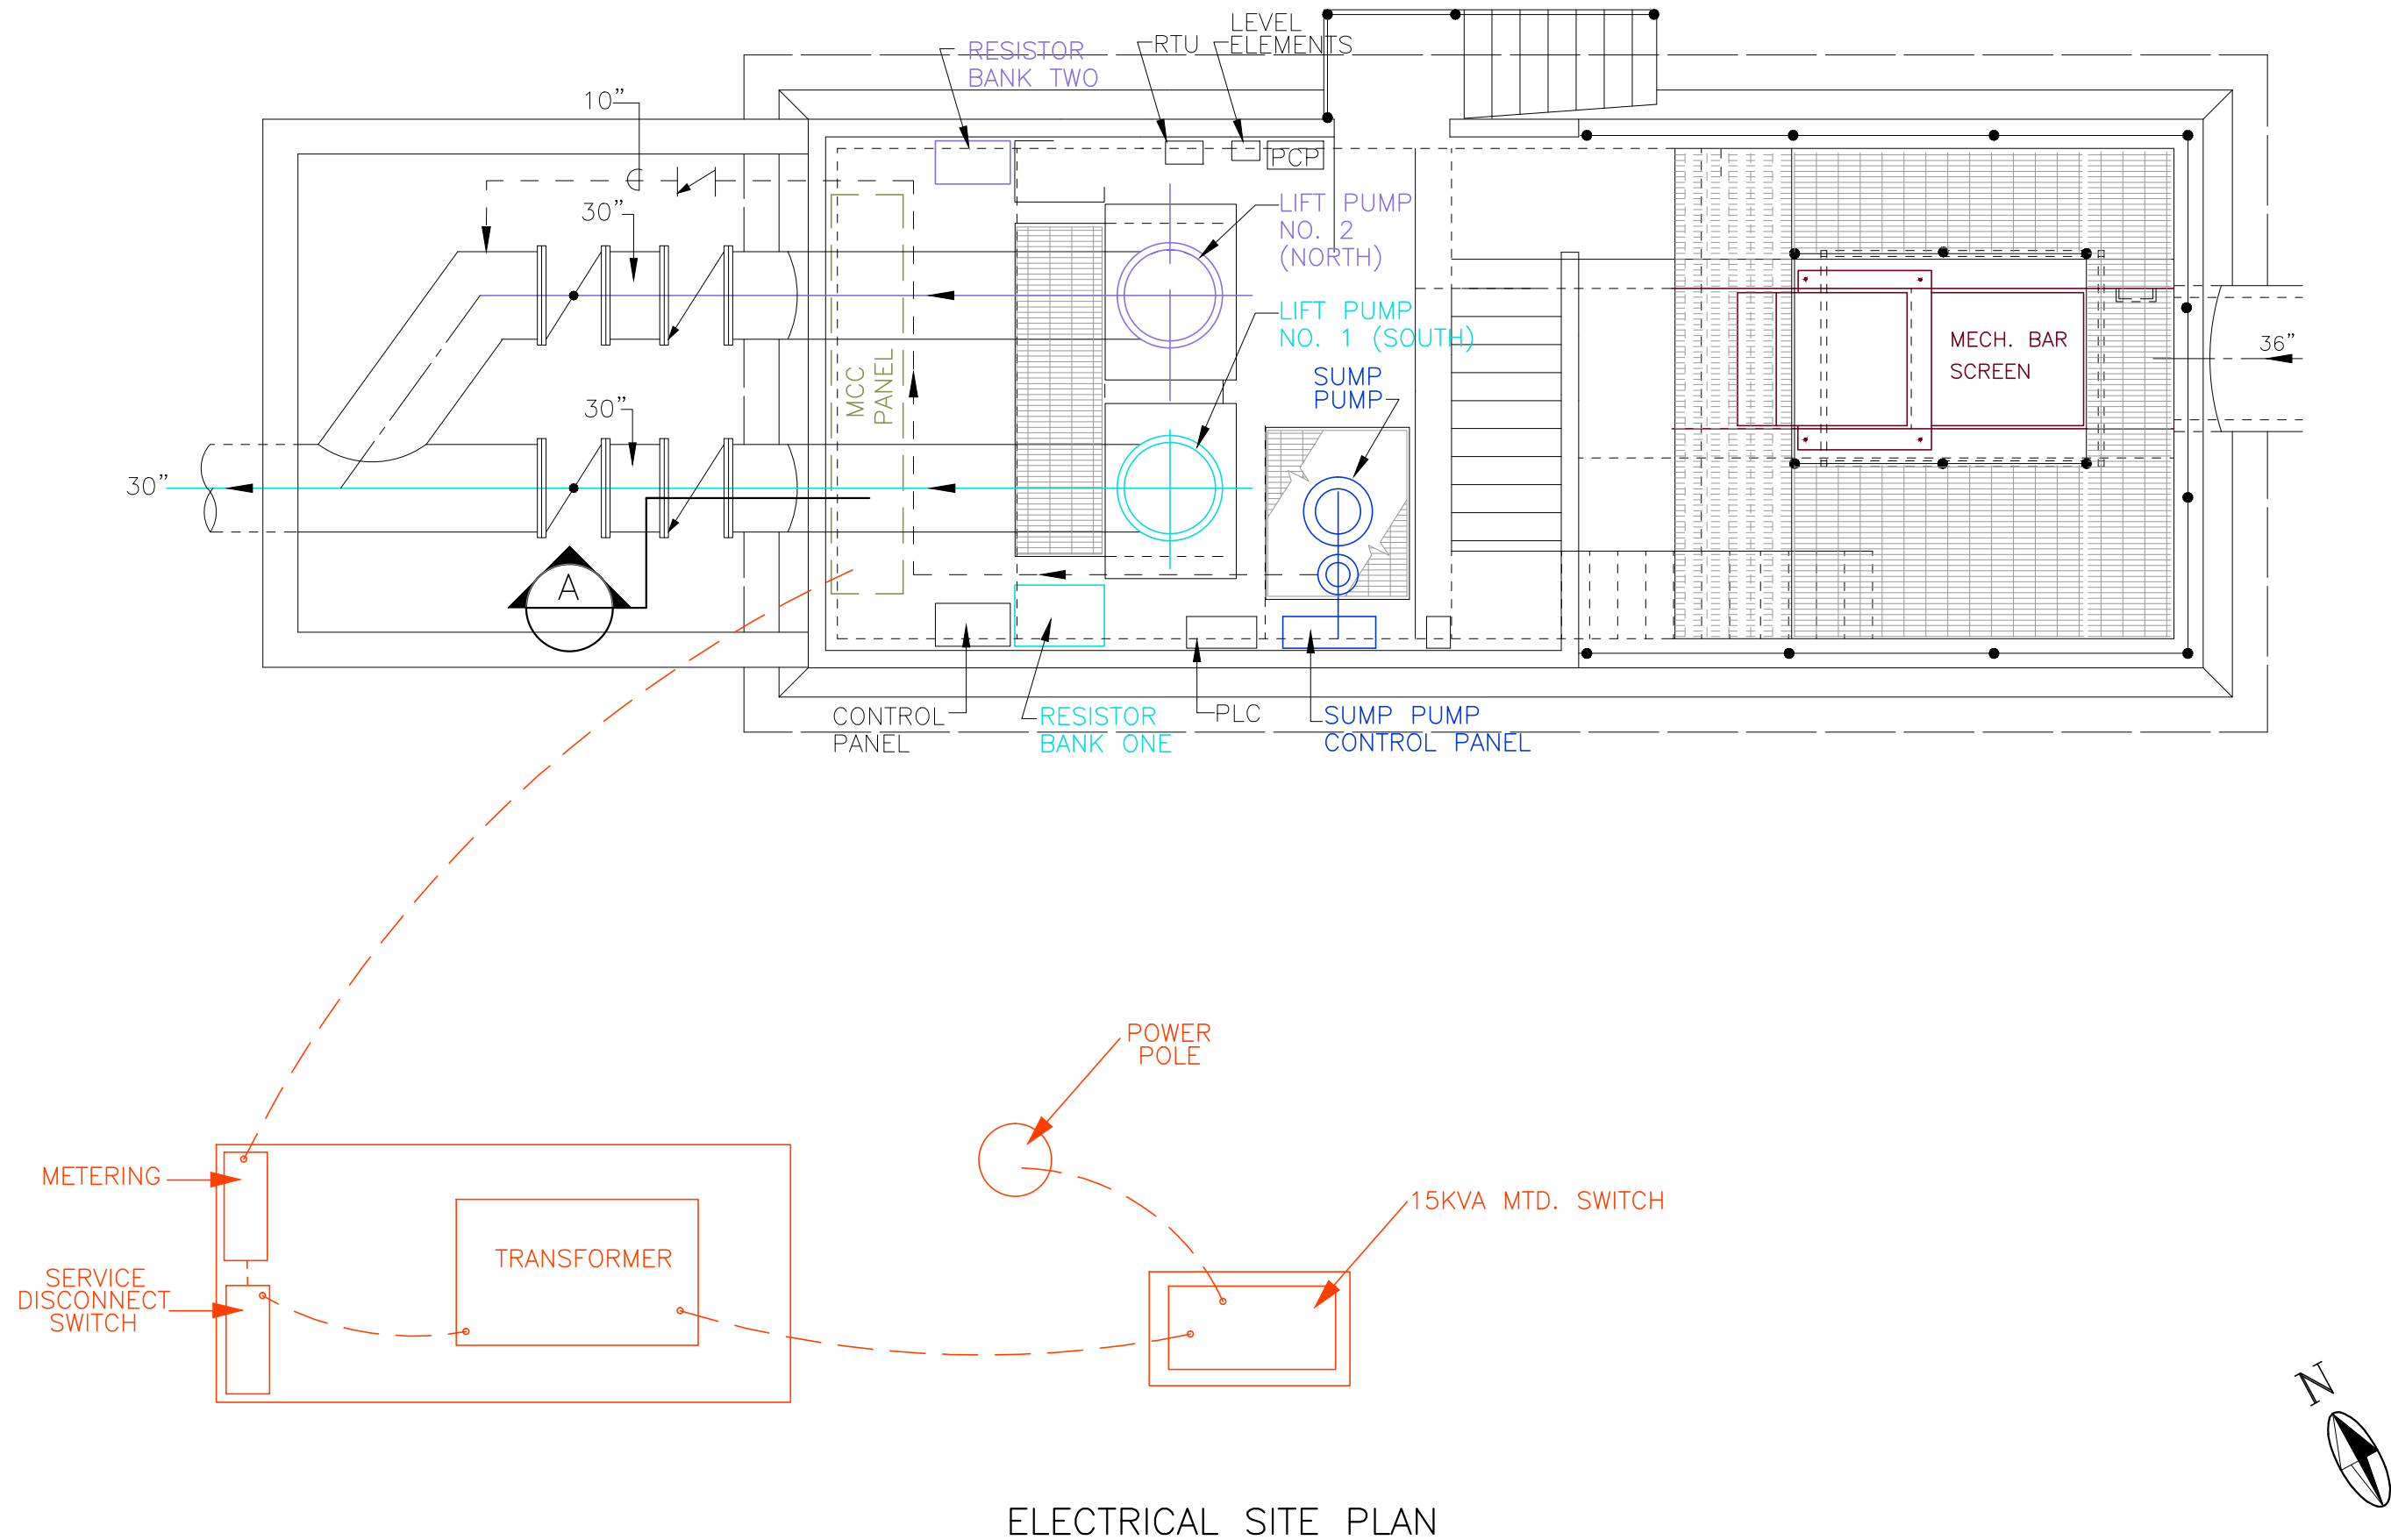 LEVEL
ELEMENTS
RTU
RESISTOR
BANK TWO
10"
PCP
30"
LIFT PUMP
NO. 2
(NORTH)
LIFT PUMP
NO. 1 (SOUTH)
MECH. BAR
SCREEN
36"
MCC
PANEL
SUMP
PUMP
30"
30"
A
CONTROL
PANEL
RESISTOR
BANK ONE
PLC
SUMP PUMP
CONTROL PANEL
POWER
POLE
METERING
15KVA MTD. SWITCH
TRANSFORMER
SERVICE
DISCONNECT
SWITCH
N
ELECTRICAL SITE PLAN